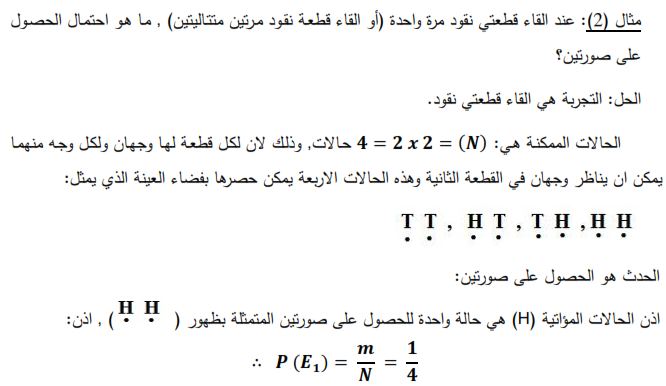 مثال (2): عند القاء قطعتي نقود مرة واحدة (أو القاء قطعة نقود مرتين متتاليتين) , ما هو احتمال الحصول
على صورتين؟
الحل: التجربة هي القاء قطعتي نقود.
الحالات الممكنة هي: (N) = 2 x 2 = 4 حالات, وذلك لان لكل قطعة لها وجهان ولكل وجه منهما
يمكن ان يناظر وجهان في القطعة الثانية وهذه الحالات الاربعة يمكن حصرها بفضاء العينة الذي يمثل:
T T , H T , T H , H H
الحدث هو الحصول على صورتين:
اذن الحالات المؤاتية (H) هي حالة واحدة للحصول على صورتين المتمثلة بظهور ( H H ) , اذن:
∴ P (E₁) = m/N = 1/4